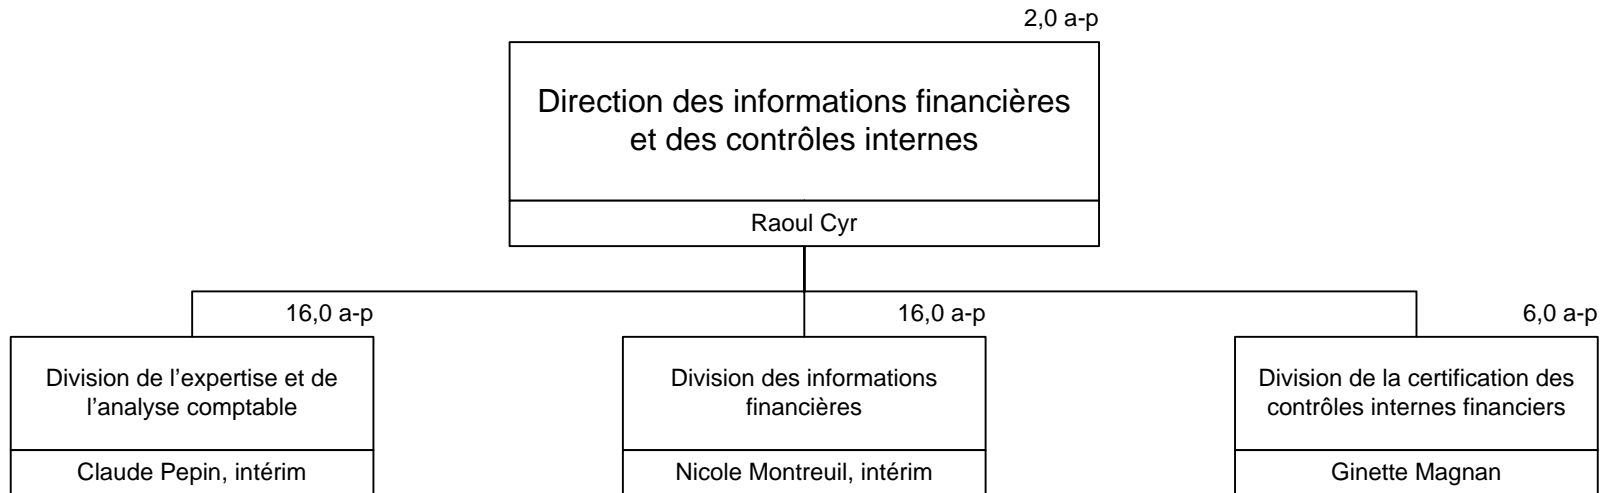 2,0 a-p
Direction des informations financières
et des contrôles internes
Raoul Cyr
16,0 a-p
Division de l’expertise et de
l’analyse comptable
Claude Pepin, intérim
16,0 a-p
Division des informations
financières
Nicole Montreuil, intérim
6,0 a-p
Division de la certification des
contrôles internes financiers
Ginette Magnan